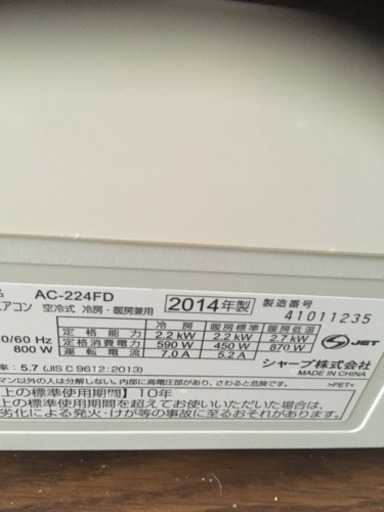 名 AC-224FD
エアコン 空冷式 冷房・暖房兼用 2014年製 製造番号 41011235
冷房 暖房標準 暖房低温
定格能力 2.2 kW 2.2 kW 2.7 kW
0/60 Hz 定格消費電力 590 W 450 W 870 W
800 W 運転電流 7.0 A 5.2 A
JET
: 5.7 (JIS C 9612:2013) シャープ株式会社
MADE IN CHINA
マン以外の人は分解しない。内部に高電圧部があり、さわると危険 >PET<
上の標準使用期間】10年
上の標準使用期間を超えてお使いいただいた場合は、
劣化による発火・けが等の事故に至るおそれがあります。